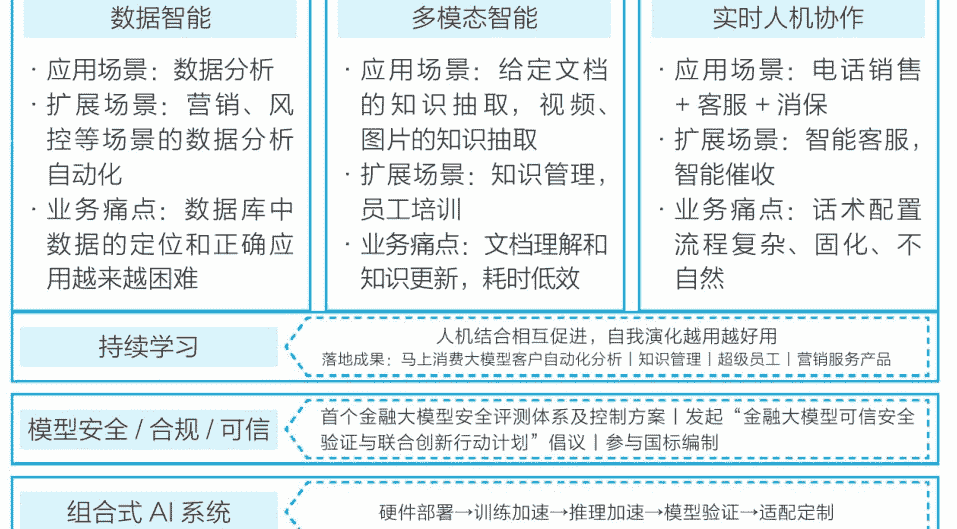 数据智能
· 应用场景：数据分析
· 扩展场景：营销、风
控等场景的数据分析
自动化
· 业务痛点：数据库中
数据的定位和正确应
用越来越困难
多模态智能
· 应用场景：给定文档
的知识抽取，视频、
图片的知识抽取
· 扩展场景：知识管理，
员工培训
· 业务痛点：文档理解和
知识更新，耗时低效
实时人机协作
· 应用场景：电话销售
+ 客服 + 消保
· 扩展场景：智能客服，
智能催收
· 业务痛点：话术配置
流程复杂、固化、不
自然
持续学习
人机结合相互促进，自我演化越用越好用
落地成果：马上消费大模型客户自动化分析丨知识管理丨超级员工丨营销服务产品
模型安全 / 合规 / 可信
首个金融大模型安全评测体系及控制方案丨发起“金融大模型可信安全
验证与联合创新行动计划”倡议丨参与国标编制
组合式 AI 系统
硬件部署→训练加速→推理加速→模型验证→适配定制